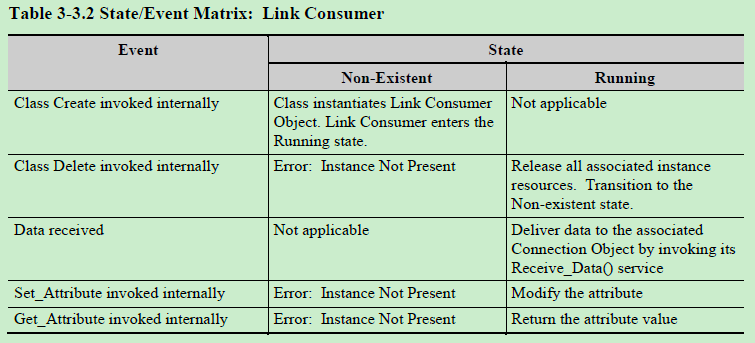 Table 3-3.2 State/Event Matrix:  Link Consumer
Event
State
Non-Existent
Running
Class Create invoked internally
Class instantiates Link Consumer
Object. Link Consumer enters the
Running state.
Not applicable
Class Delete invoked internally
Error:  Instance Not Present
Release all associated instance
resources.  Transition to the
Non-existent state.
Data received
Not applicable
Deliver data to the associated
Connection Object by invoking its
Receive_Data() service
Set_Attribute invoked internally
Error:  Instance Not Present
Modify the attribute
Get_Attribute invoked internally
Error:  Instance Not Present
Return the attribute value